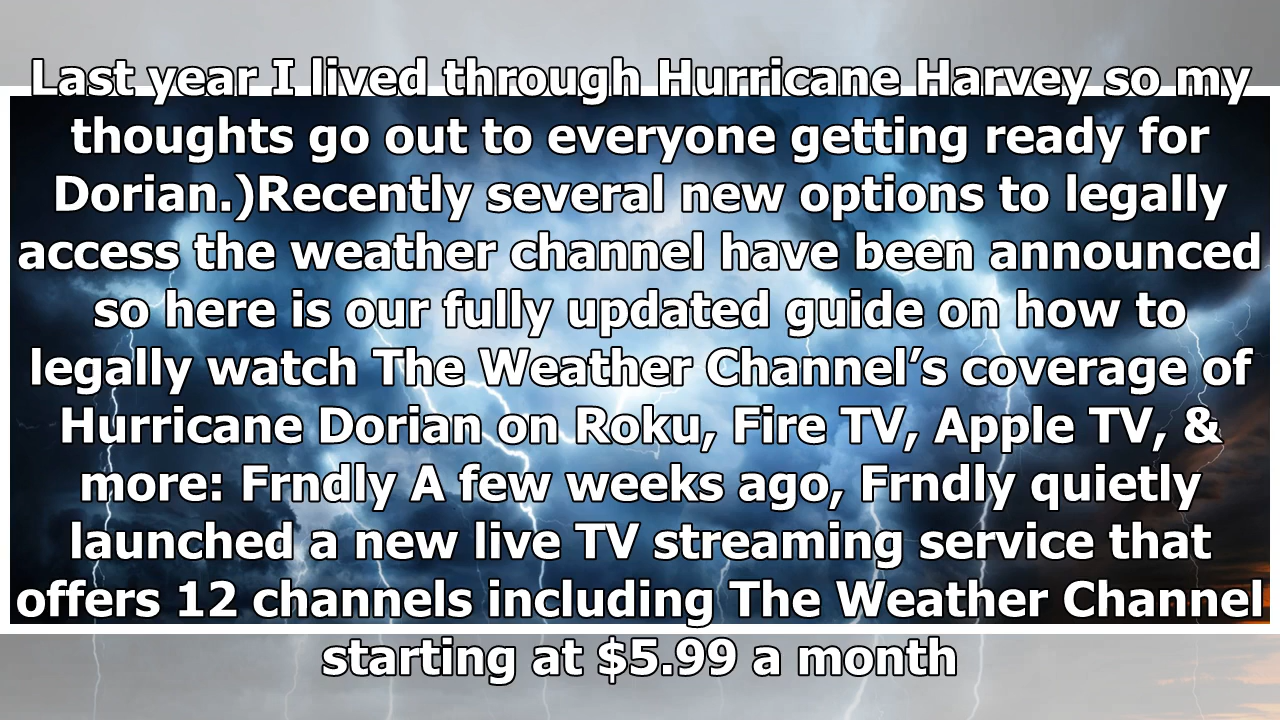 Last year I lived through Hurricane Harvey so my
thoughts go out to everyone getting ready for
Dorian.)Recently several new options to legally
access the weather channel have been announced
so here is our fully updated guide on how to
legally watch The Weather Channel’s coverage of
Hurricane Dorian on Roku, Fire TV, Apple TV, &
more: Frndly A few weeks ago, Frndly quietly
launched a new live TV streaming service that
offers 12 channels including The Weather Channel
starting at $5.99 a month